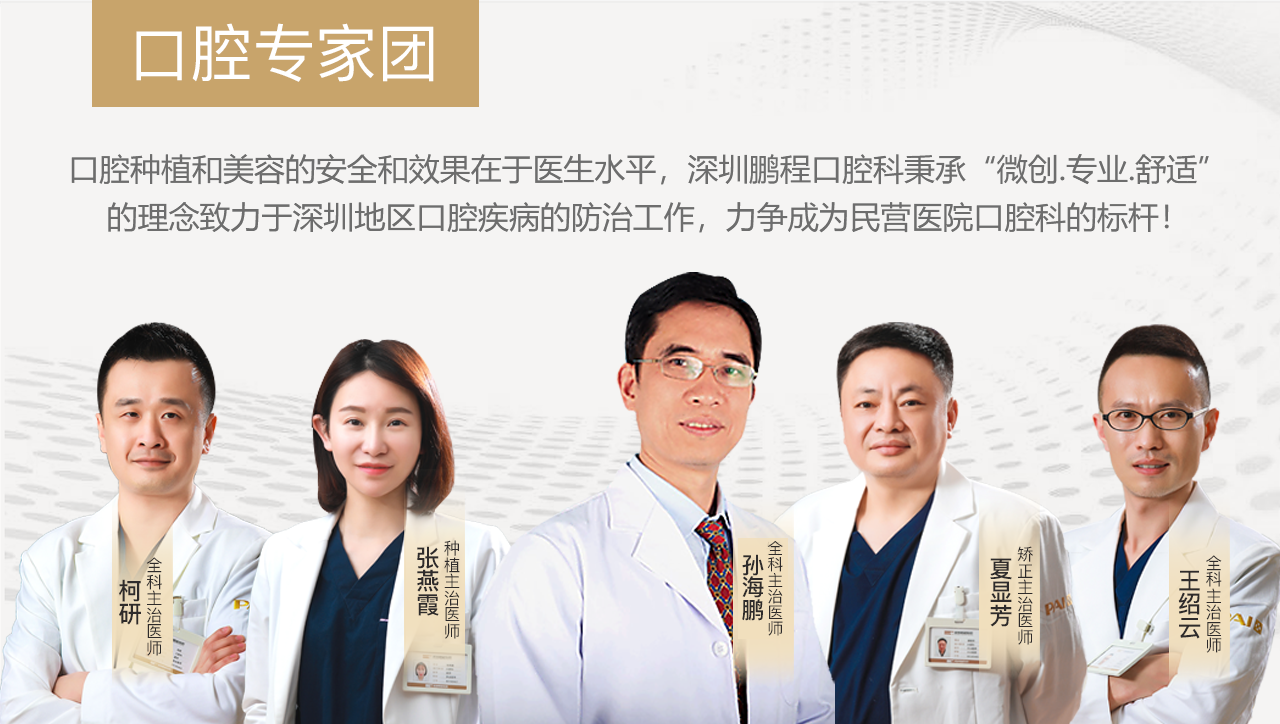 口腔专家团
口腔种植和美容的安全和效果在于医生水平，深圳鹏程口腔科秉承“微创.专业.舒适”
的理念致力于深圳地区口腔疾病的防治工作，力争成为民营医院口腔科的标杆！
全科主治医师
柯研
种植主治医师
张燕霞
全科主治医师
孙海鹏
矫正主治医师
夏显芳
全科主治医师
王绍云